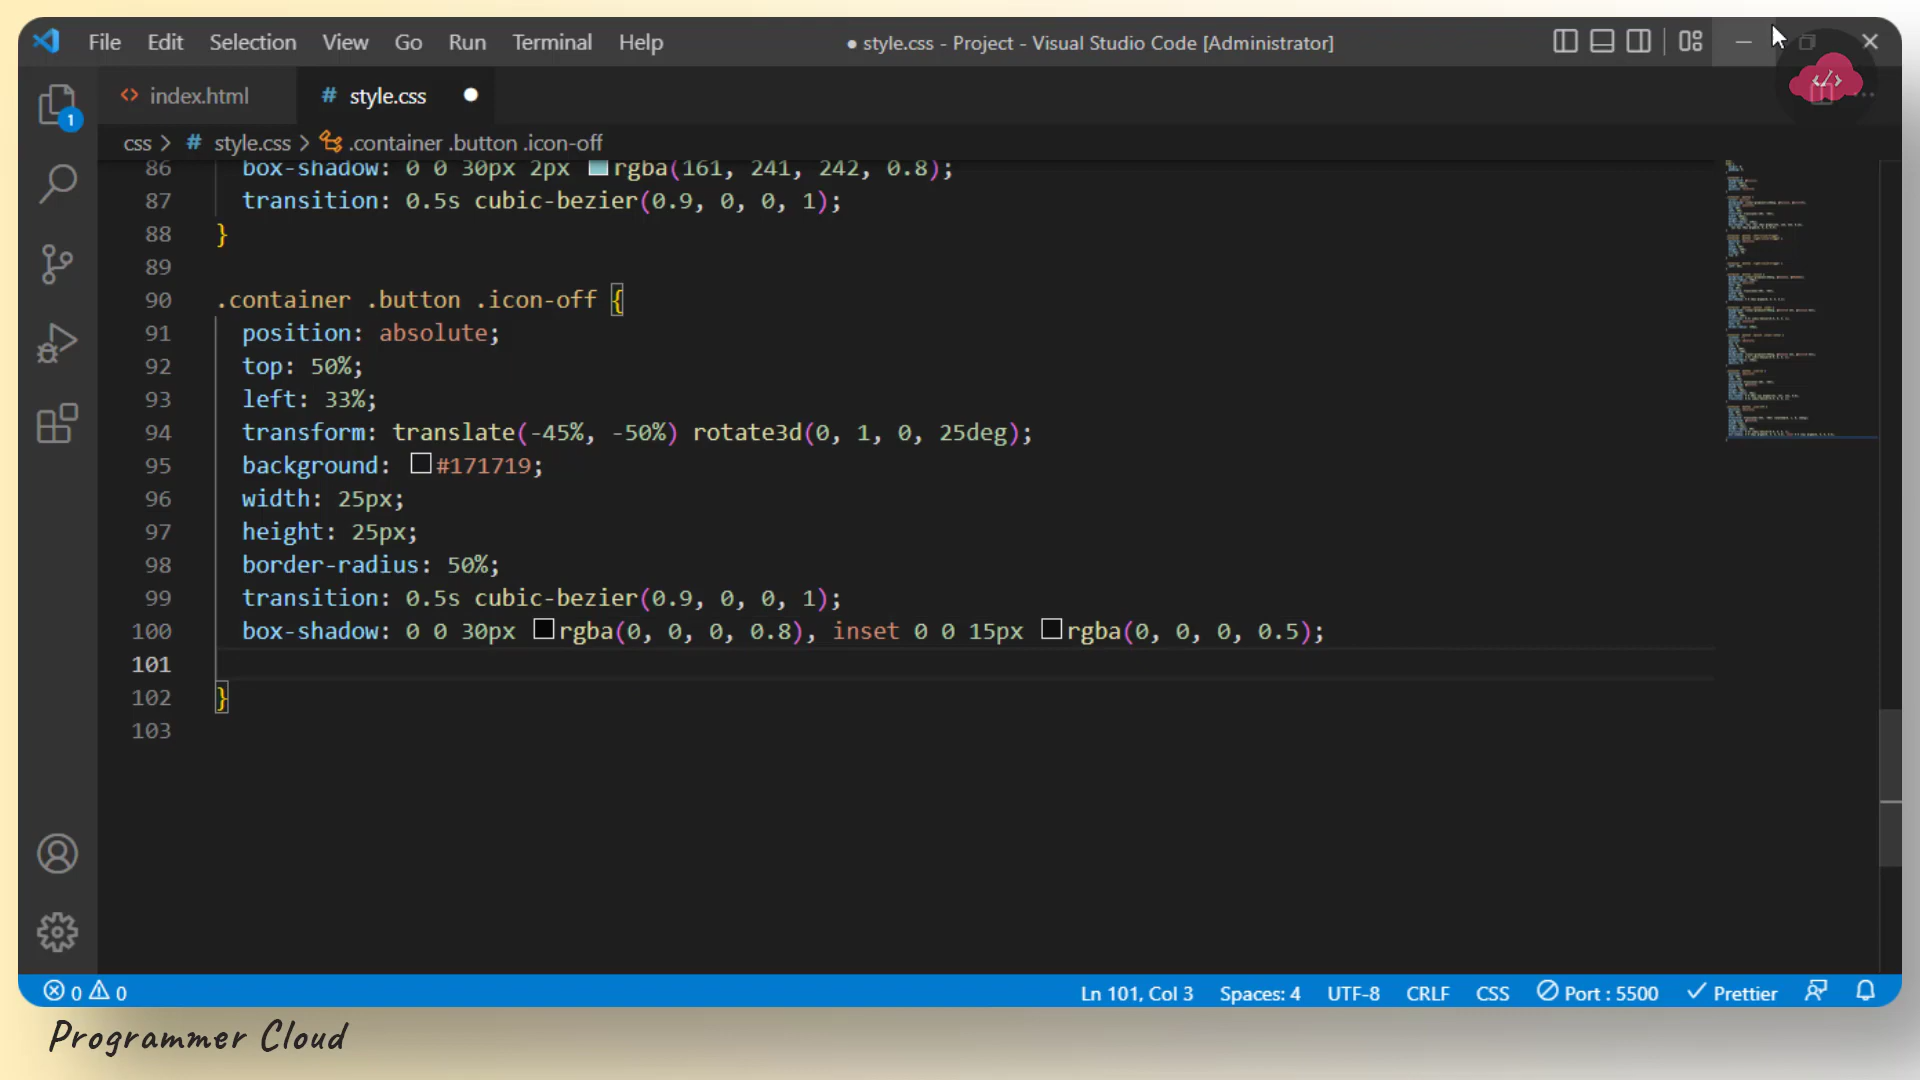 File Edit Selection View Go Run Terminal Help
● style.css - Project - Visual Studio Code [Administrator]
<> index.html
# style.css ●
css > # style.css > .container .button .icon-off
1
86 box-shadow: 0 0 30px 2px rgba(161, 241, 242, 0.8);
87 transition: 0.5s cubic-bezier(0.9, 0, 0, 1);
88 }
89
90 .container .button .icon-off {
91 position: absolute;
92 top: 50%;
93 left: 33%;
94 transform: translate(-45%, -50%) rotate3d(0, 1, 0, 25deg);
95 background: #171719;
96 width: 25px;
97 height: 25px;
98 border-radius: 50%;
99 transition: 0.5s cubic-bezier(0.9, 0, 0, 1);
100 box-shadow: 0 0 30px rgba(0, 0, 0, 0.8), inset 0 0 15px rgba(0, 0, 0, 0.5);
101
102 }
103
0 0 Ln 101, Col 3 Spaces: 4 UTF-8 CRLF CSS Port : 5500 Prettier
Programmer Cloud